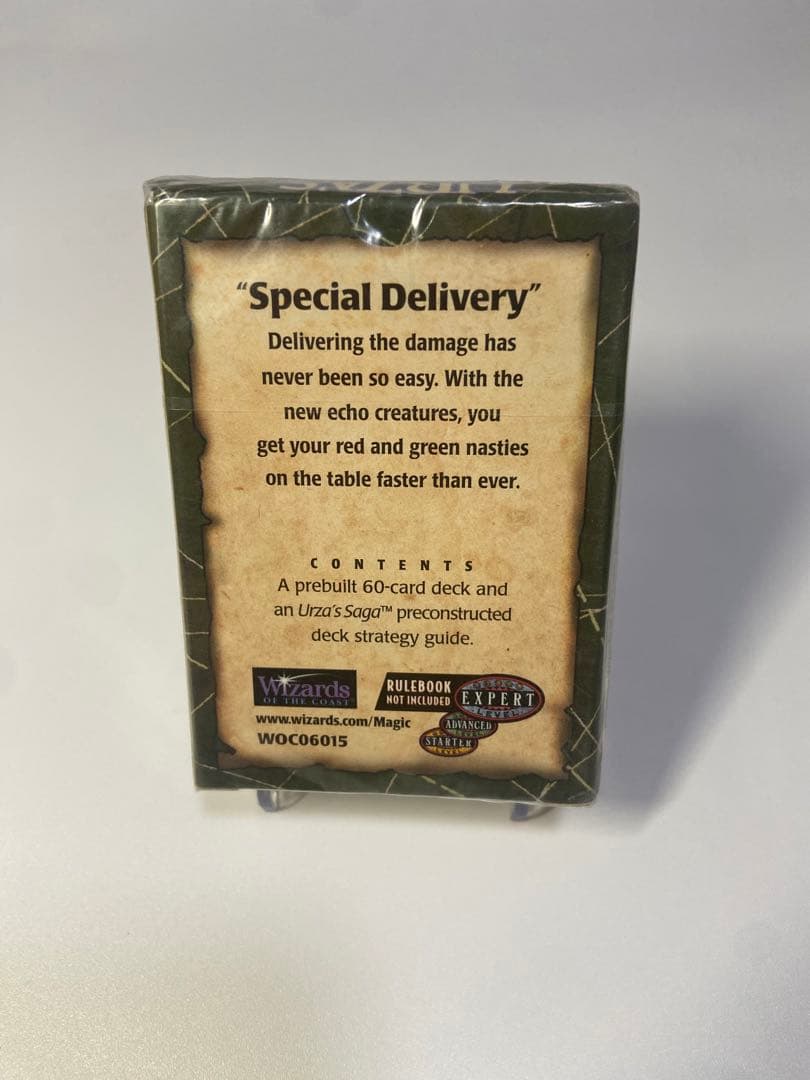 "Special Delivery"
Delivering the damage has
never been so easy. With the
new echo creatures, you
get your red and green nasties
on the table faster than ever.
CONTENTS
A prebuilt 60-card deck and
an Urza's Saga™ preconstructed
deck strategy guide.
Wizards
OF THE COAST
RULEBOOK
NOT INCLUDED
EXPERT
LEVEL
www.wizards.com/Magic
ADVANCED
WOC06015
STARTER
LEVEL